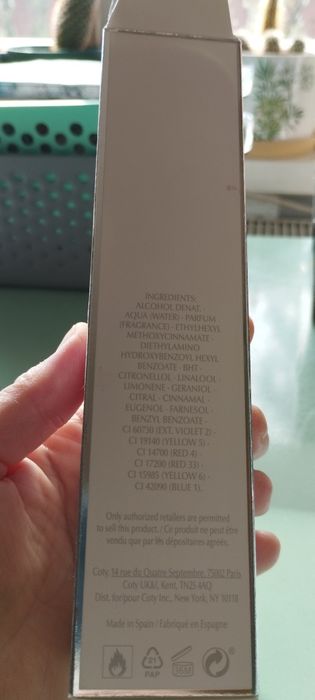 INGREDIENTS:
ALCOHOL DENAT. ·
AQUA (WATER) · PARFUM
(FRAGRANCE) · ETHYLHEXYL
METHOXYCINNAMATE ·
DIETHYLAMINO
HYDROXYBENZOYL HEXYL
BENZOATE · BHT ·
CITRONELLOL · LINALOOL ·
LIMONENE · GERANIOL ·
CITRAL · CINNAMAL ·
EUGENOL · FARNESOL ·
BENZYL BENZOATE ·
CI 60730 (EXT. VIOLET 2) ·
CI 19140 (YELLOW 5) ·
CI 14700 (RED 4) ·
CI 17200 (RED 33) ·
CI 15985 (YELLOW 6) ·
CI 42090 (BLUE 1).
Only authorized retailers are permitted
to sell this product. / Ce produit ne peut être
vendu que par les dépositaires agréés.
Coty, 14 rue du Quatre Septembre, 75002 Paris
Coty UK&I, Kent, TN25 4AQ
Dist. for/pour Coty Inc., New York, NY 10118
Made in Spain / Fabriqué en Espagne
21
PAP